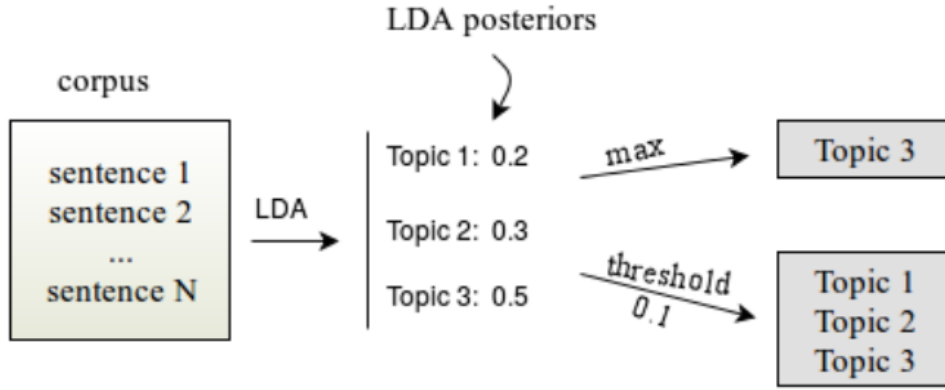 LDA posteriors
corpus
sentence 1
sentence 2
...
sentence N
LDA
Topic 1: 0.2
Topic 2: 0.3
Topic 3: 0.5
max
threshold
0.1
Topic 3
Topic 1
Topic 2
Topic 3